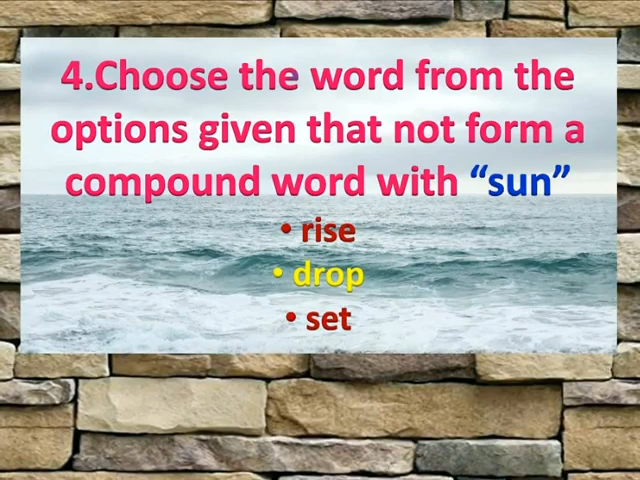 4.Choose the word from the
options given that not form a
compound word with “sun”
• rise
• drop
• set